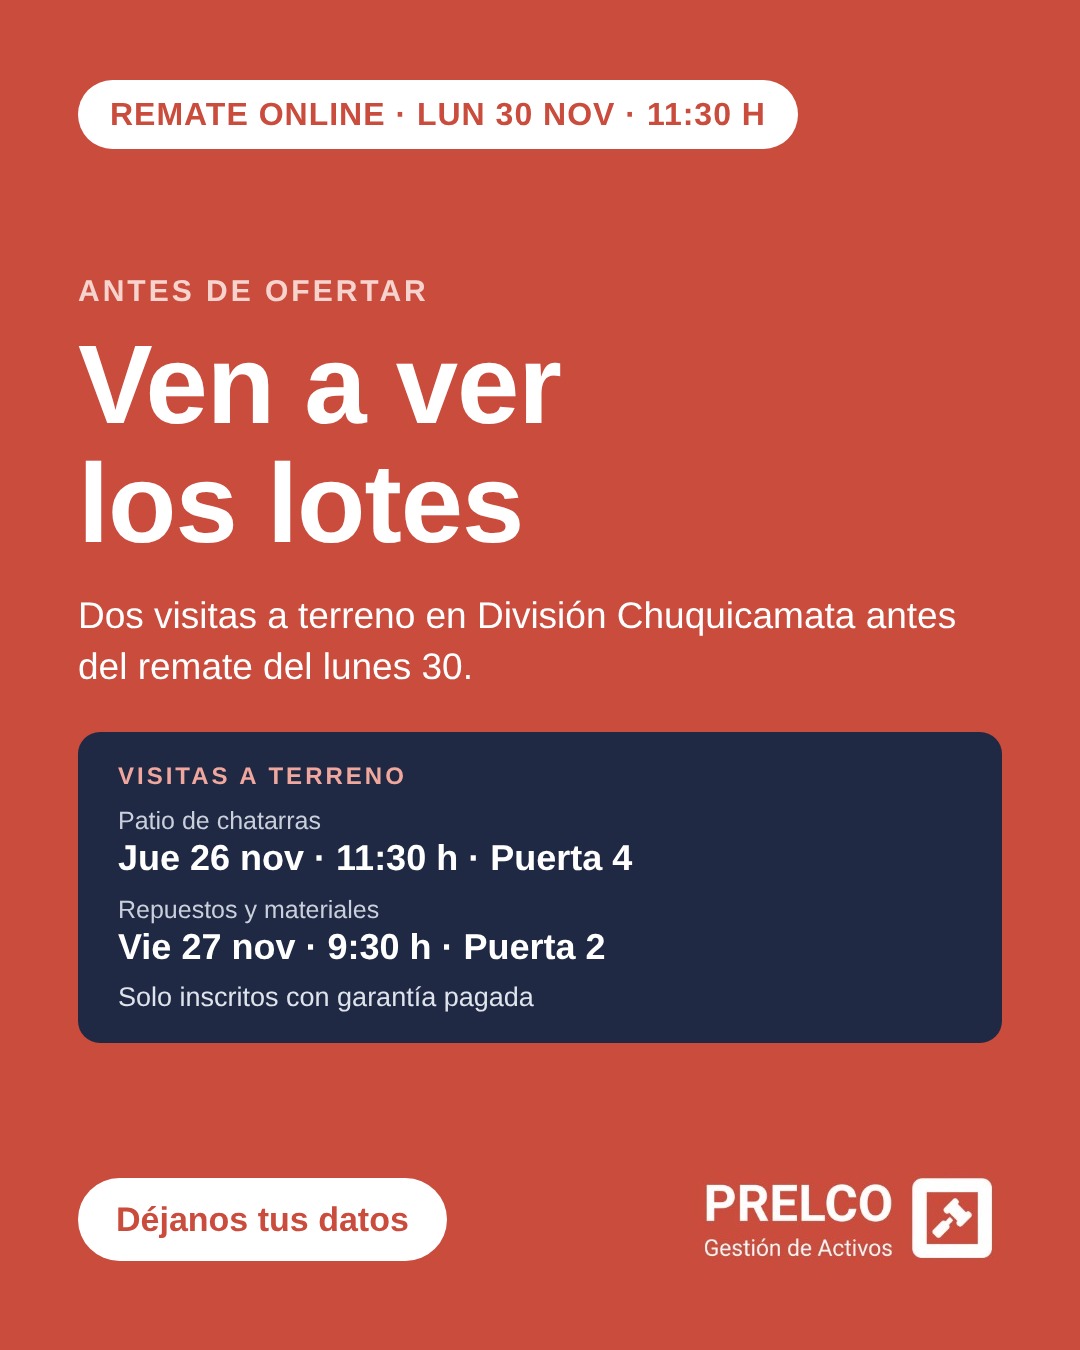 REMATE ONLINE · LUN 30 NOV · 11:30 H
ANTES DE OFERTAR
Ven a ver
los lotes
Dos visitas a terreno en División Chuquicamata antes
del remate del lunes 30.
VISITAS A TERRENO
Patio de chatarras
Jue 26 nov · 11:30 h · Puerta 4
Repuestos y materiales
Vie 27 nov · 9:30 h · Puerta 2
Solo inscritos con garantía pagada
Déjanos tus datos
PRELCO
Gestión de Activos